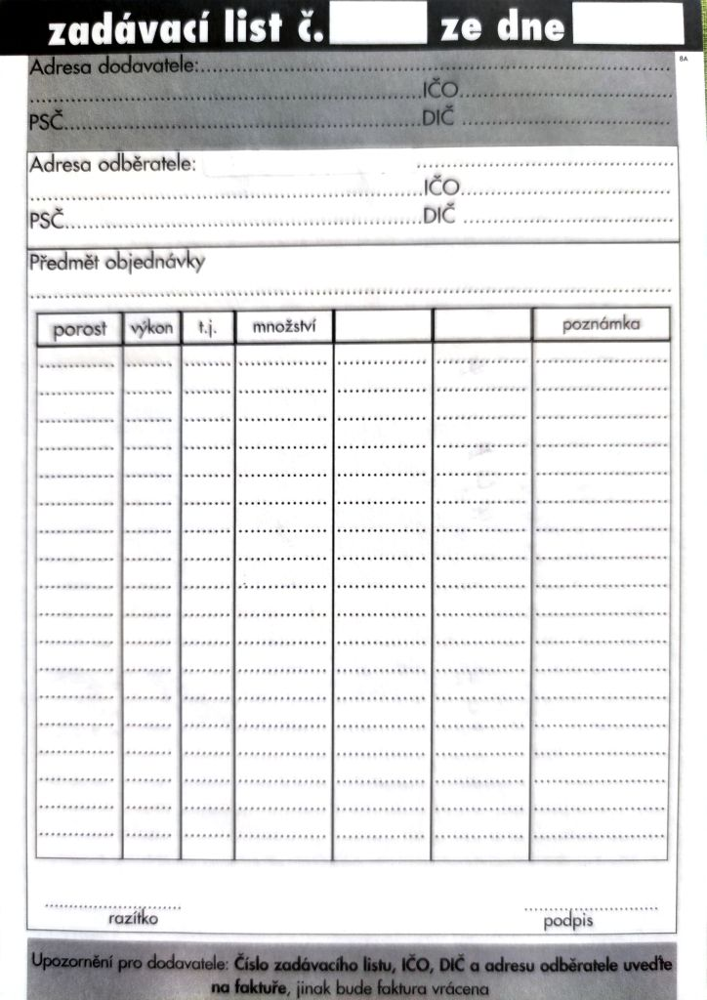 zadávací list č. ze dne
8A
Adresa dodavatele:
IČO
PSČ DIČ
Adresa odběratele:
IČO
PSČ DIČ
Předmět objednávky
porost výkon t.j. množství poznámka
razítko podpis
Upozornění pro dodavatele: Číslo zadávacího listu, IČO, DIČ a adresu odběratele uveďte
na faktuře, jinak bude faktura vrácena